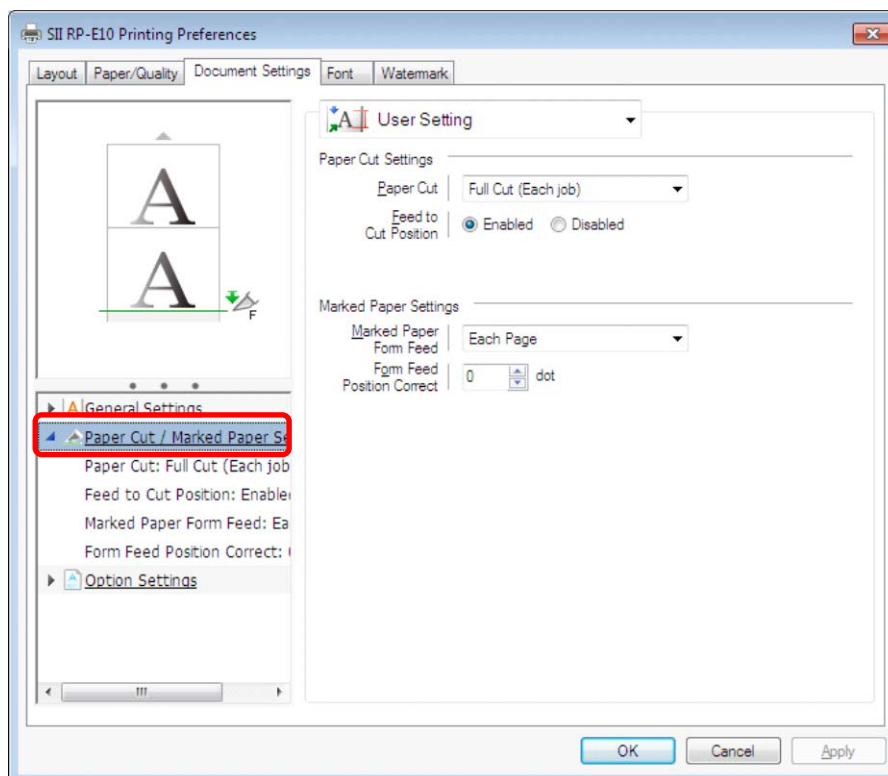 SII RP-E10 Printing Preferences
Layout Paper/Quality Document Settings Font Watermark
A
A
F
General Settings
Paper Cut / Marked Paper Se
Paper Cut: Full Cut (Each job
Feed to Cut Position: Enable
Marked Paper Form Feed: Ea
Form Feed Position Correct:
Option Settings
User Setting
Paper Cut Settings
Paper Cut Full Cut (Each job)
Feed to
Cut Position Enabled Disabled
Marked Paper Settings
Marked Paper
Form Feed Each Page
Form Feed
Position Correct 0 dot
OK Cancel Apply